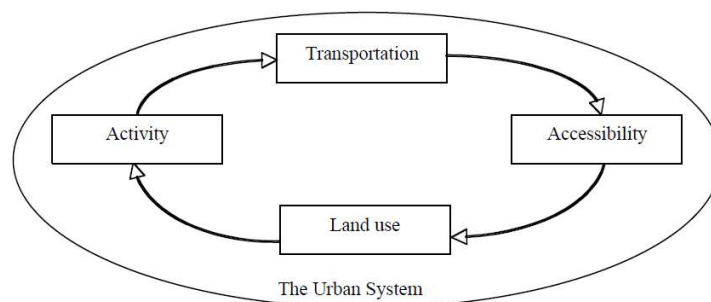 Transportation
Activity
Accessibility
Land use
The Urban System